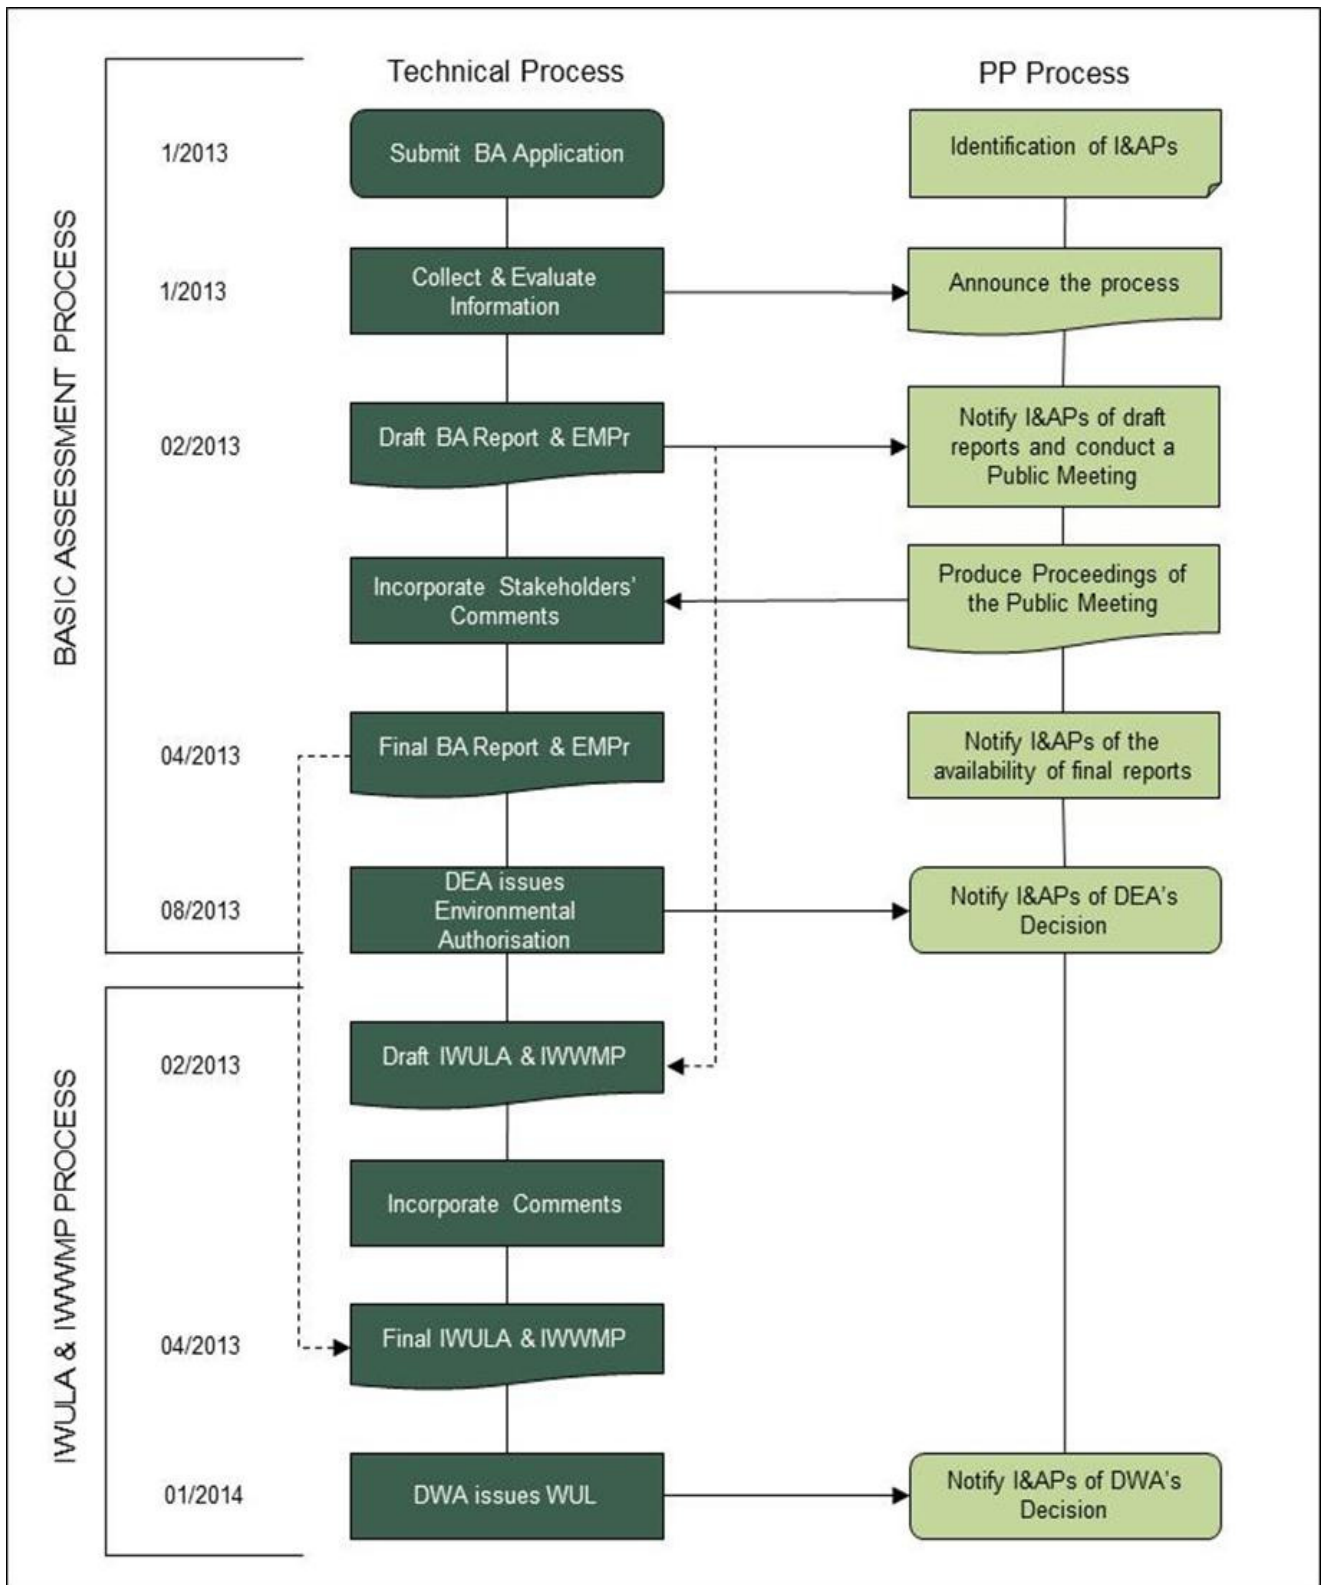 Technical Process
PP Process
BASIC ASSESSMENT PROCESS
1/2013
Submit BA Application
Identification of I&APs
1/2013
Collect & Evaluate
Information
Announce the process
02/2013
Draft BA Report & EMPr
Notify I&APs of draft
reports and conduct a
Public Meeting
Incorporate Stakeholders'
Comments
Produce Proceedings of
the Public Meeting
04/2013
Final BA Report & EMPr
Notify I&APs of the
availability of final reports
08/2013
DEA issues
Environmental
Authorisation
Notify I&APs of DEA's
Decision
IWULA & IWWMP PROCESS
02/2013
Draft IWULA & IWWMP
Incorporate Comments
04/2013
Final IWULA & IWWMP
01/2014
DWA issues WUL
Notify I&APs of DWA's
Decision